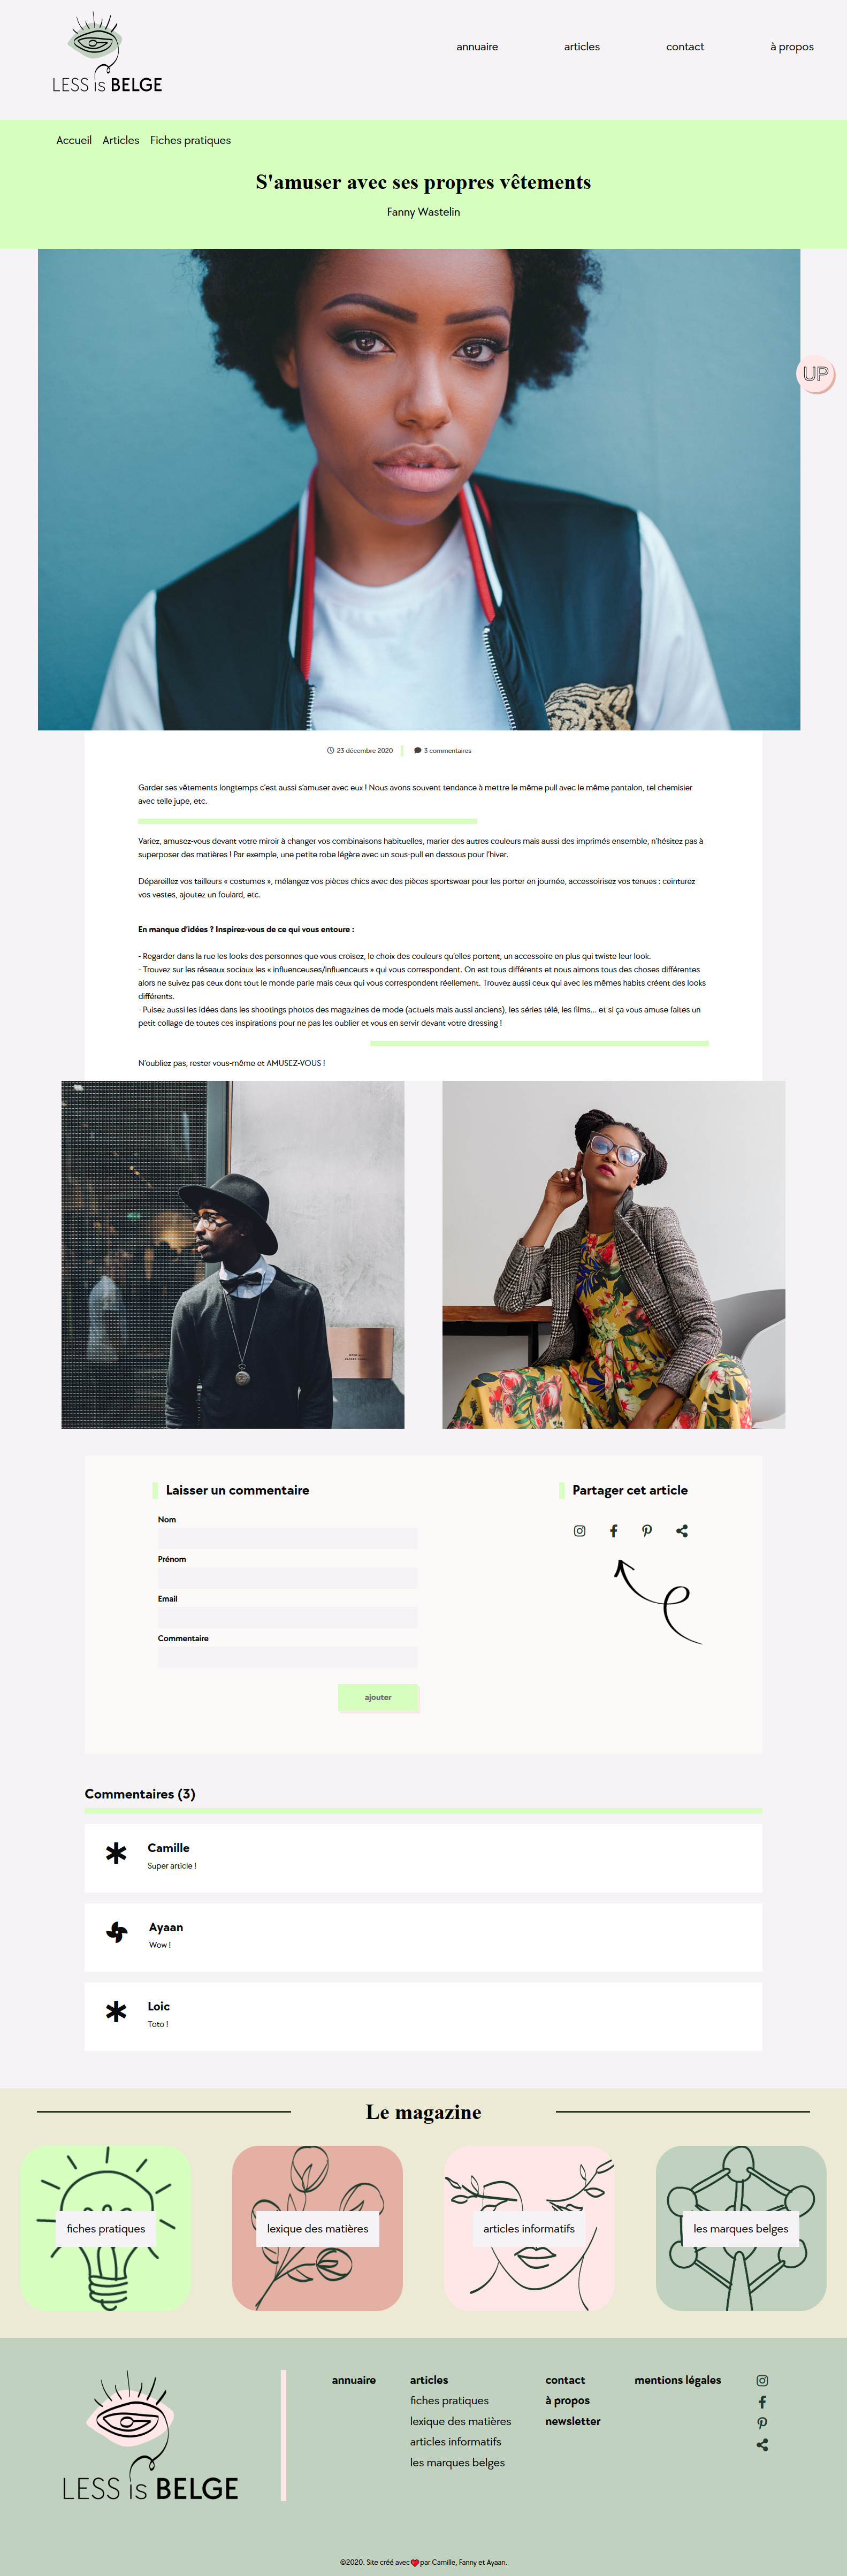 LESS is BELGE
annuaire articles contact à propos
Accueil Articles Fiches pratiques
S'amuser avec ses propres vêtements
Fanny Wastelin
UP
23 décembre 2020 3 commentaires
Garder ses vêtements longtemps c'est aussi s'amuser avec eux ! Nous avons souvent tendance à mettre le même pull avec le même pantalon, tel chemisier
avec telle jupe, etc.
Variez, amusez-vous devant votre miroir à changer vos combinaisons habituelles, marier des autres couleurs mais aussi des imprimés ensemble, n'hésitez pas à
superposer des matières ! Par exemple, une petite robe légère avec un sous-pull en dessous pour l'hiver.
Dépareillez vos tailleurs « costumes », mélangez vos pièces chics avec des pièces sportswear pour les porter en journée, accessoirisez vos tenues : ceinturez
vos vestes, ajoutez un foulard, etc.
En manque d'idées ? Inspirez-vous de ce qui vous entoure :
- Regarder dans la rue les looks des persones que vous croisez, le choix des couleurs qu'elles portent, un accessoire en plus qui twiste leur look.
- Trouvez sur les réseaux sociaux les « influenceuses/influenceurs » qui vous correspondent. On est tous différents et nous aimons tous des choses différentes
alors ne suivez pas ceux dont tout le monde parle mais ceux qui vous correspondent réellement. Trouvez aussi ceux qui avec les mêmes habits créent des looks
différents.
- Puisez aussi les idées dans les shootings photos des magazines de mode (actuels mais aussi anciens), les séries télé, les films... et si ça vous amuse faites un
petit collage de toutes ces inspirations pour ne pas les oublier et vous en servir devant votre dressing !
N'oubliez pas, rester vous-même et AMUSEZ-VOUS !
Laisser un commentaire
Nom
Prénom
Email
Commentaire
ajouter
Partager cet article
Commentaires (3)
Camille
Super article !
Ayaan
Wow !
Loic
Toto !
Le magazine
fiches pratiques
lexique des matières
articles informatifs
les marques belges
LESS is BELGE
annuaire
articles
fiches pratiques
lexique des matières
articles informatifs
les marques belges
contact
à propos
newsletter
mentions légales
©2020. Site créé avec par Camille, Fanny et Ayaan.